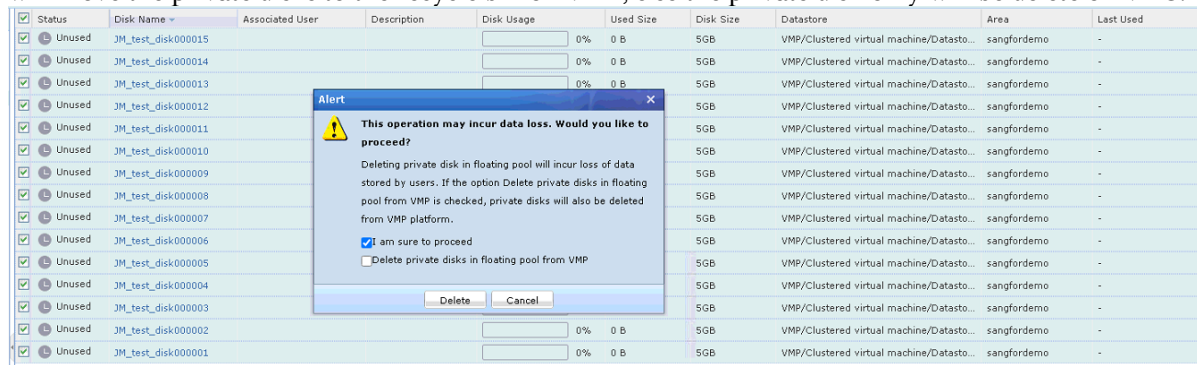 Status Disk Name Associated User Description Disk Usage Used Size Disk Size Datastore Area Last Used
Unused JM_test_disk000015 0% 0 B 5GB VMP/Clustered virtual machine/Datasto... sangfordemo -
Unused JM_test_disk000014 0% 0 B 5GB VMP/Clustered virtual machine/Datasto... sangfordemo -
Unused JM_test_disk000013 0% 0 B 5GB VMP/Clustered virtual machine/Datasto... sangfordemo -
Unused JM_test_disk000012 5GB VMP/Clustered virtual machine/Datasto... sangfordemo -
Unused JM_test_disk000011 5GB VMP/Clustered virtual machine/Datasto... sangfordemo -
Unused JM_test_disk000010 5GB VMP/Clustered virtual machine/Datasto... sangfordemo -
Unused JM_test_disk000009 5GB VMP/Clustered virtual machine/Datasto... sangfordemo -
Unused JM_test_disk000008 5GB VMP/Clustered virtual machine/Datasto... sangfordemo -
Unused JM_test_disk000007 5GB VMP/Clustered virtual machine/Datasto... sangfordemo -
Unused JM_test_disk000006 5GB VMP/Clustered virtual machine/Datasto... sangfordemo -
Unused JM_test_disk000005 5GB VMP/Clustered virtual machine/Datasto... sangfordemo -
Unused JM_test_disk000004 5GB VMP/Clustered virtual machine/Datasto... sangfordemo -
Unused JM_test_disk000003 5GB VMP/Clustered virtual machine/Datasto... sangfordemo -
Unused JM_test_disk000002 0% 0 B 5GB VMP/Clustered virtual machine/Datasto... sangfordemo -
Unused JM_test_disk000001 0% 0 B 5GB VMP/Clustered virtual machine/Datasto... sangfordemo -
Alert
This operation may incur data loss. Would you like to
proceed?
Deleting private disk in floating pool will incur loss of data
stored by users. If the option Delete private disks in floating
pool from VMP is checked, private disks will also be deleted
from VMP platform.
I am sure to proceed
Delete private disks in floating pool from VMP
Delete Cancel